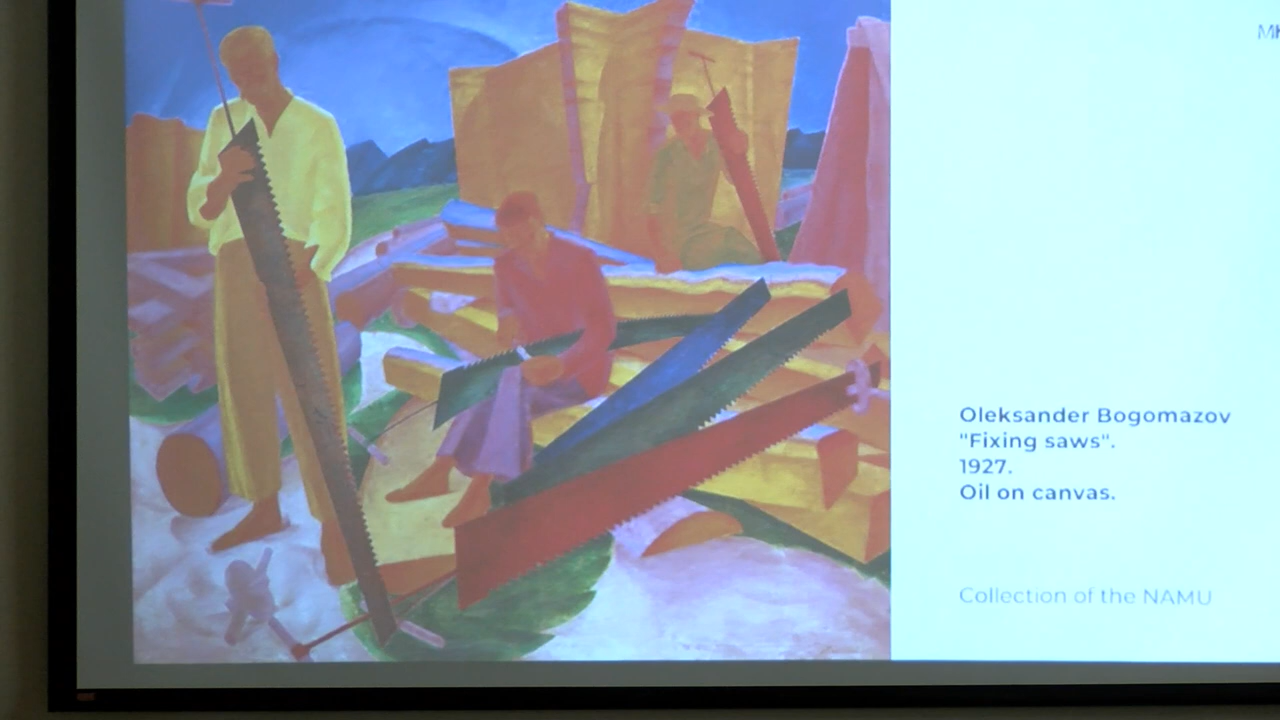 Oleksander Bogomazov
"Fixing saws".
1927.
Oil on canvas.
Collection of the NAMU